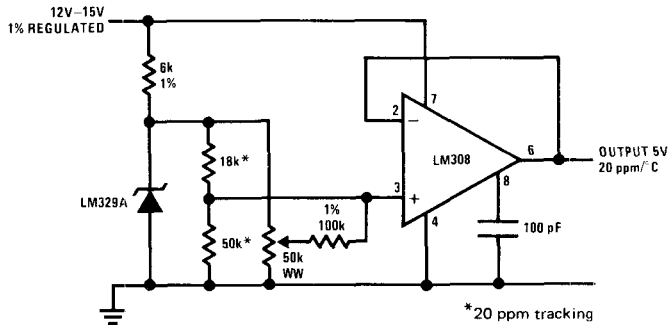 12V–15V
1% REGULATED
6k
1%
LM329A
18k*
50k*
50k
WW
1%
100k
2
3
7
4
6
8
LM308
100 pF
OUTPUT 5V
20 ppm/°C
*20 ppm tracking